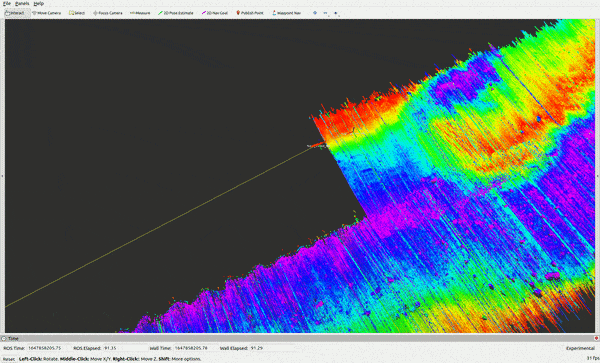 File Panels Help
Interact Move Camera Select Focus Camera Measure 2D Pose Estimate 2D Nav Goal Publish Point Waypoint Nav
Time
ROS Time: 1647858205.75 ROS Elapsed: 91.35 Wall Time: 1647858205.78 Wall Elapsed: 91.29 Experimental
Reset Left-Click: Rotate. Middle-Click: Move X/Y. Right-Click: Move Z. Shift: More options. 31 fps